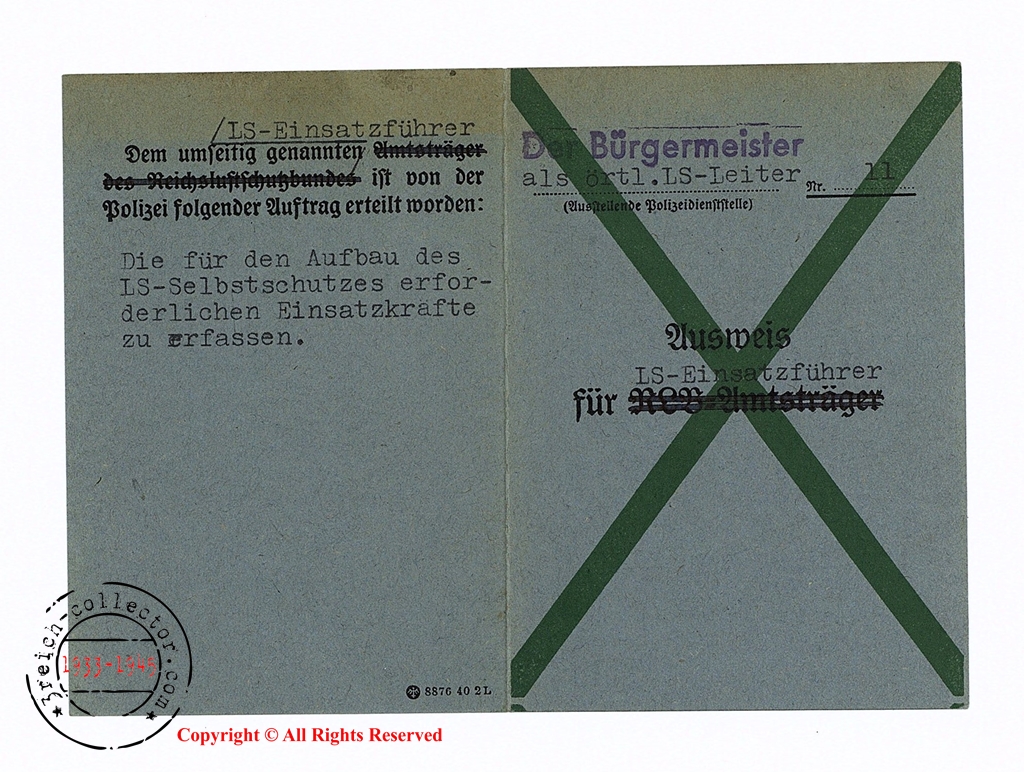 /LS-Einsatzführer
Dem umseitig genannten Amtsträger
des Reichsluftschutzbundes ist von der
Polizei folgender Auftrag erteilt worden:
Die für den Aufbau des
LS-Selbstschutzes erfor-
derlichen Einsatzkräfte
zu erfassen.
8876 40 2L
Der Bürgermeister
als örtl.LS-Leiter Nr. 11
(Ausstellende Polizeidienststelle)
Ausweis
LS-Einsatzführer
für RLB-Amtsträger
3reich-collector.com
1933-1945
Copyright © All Rights Reserved